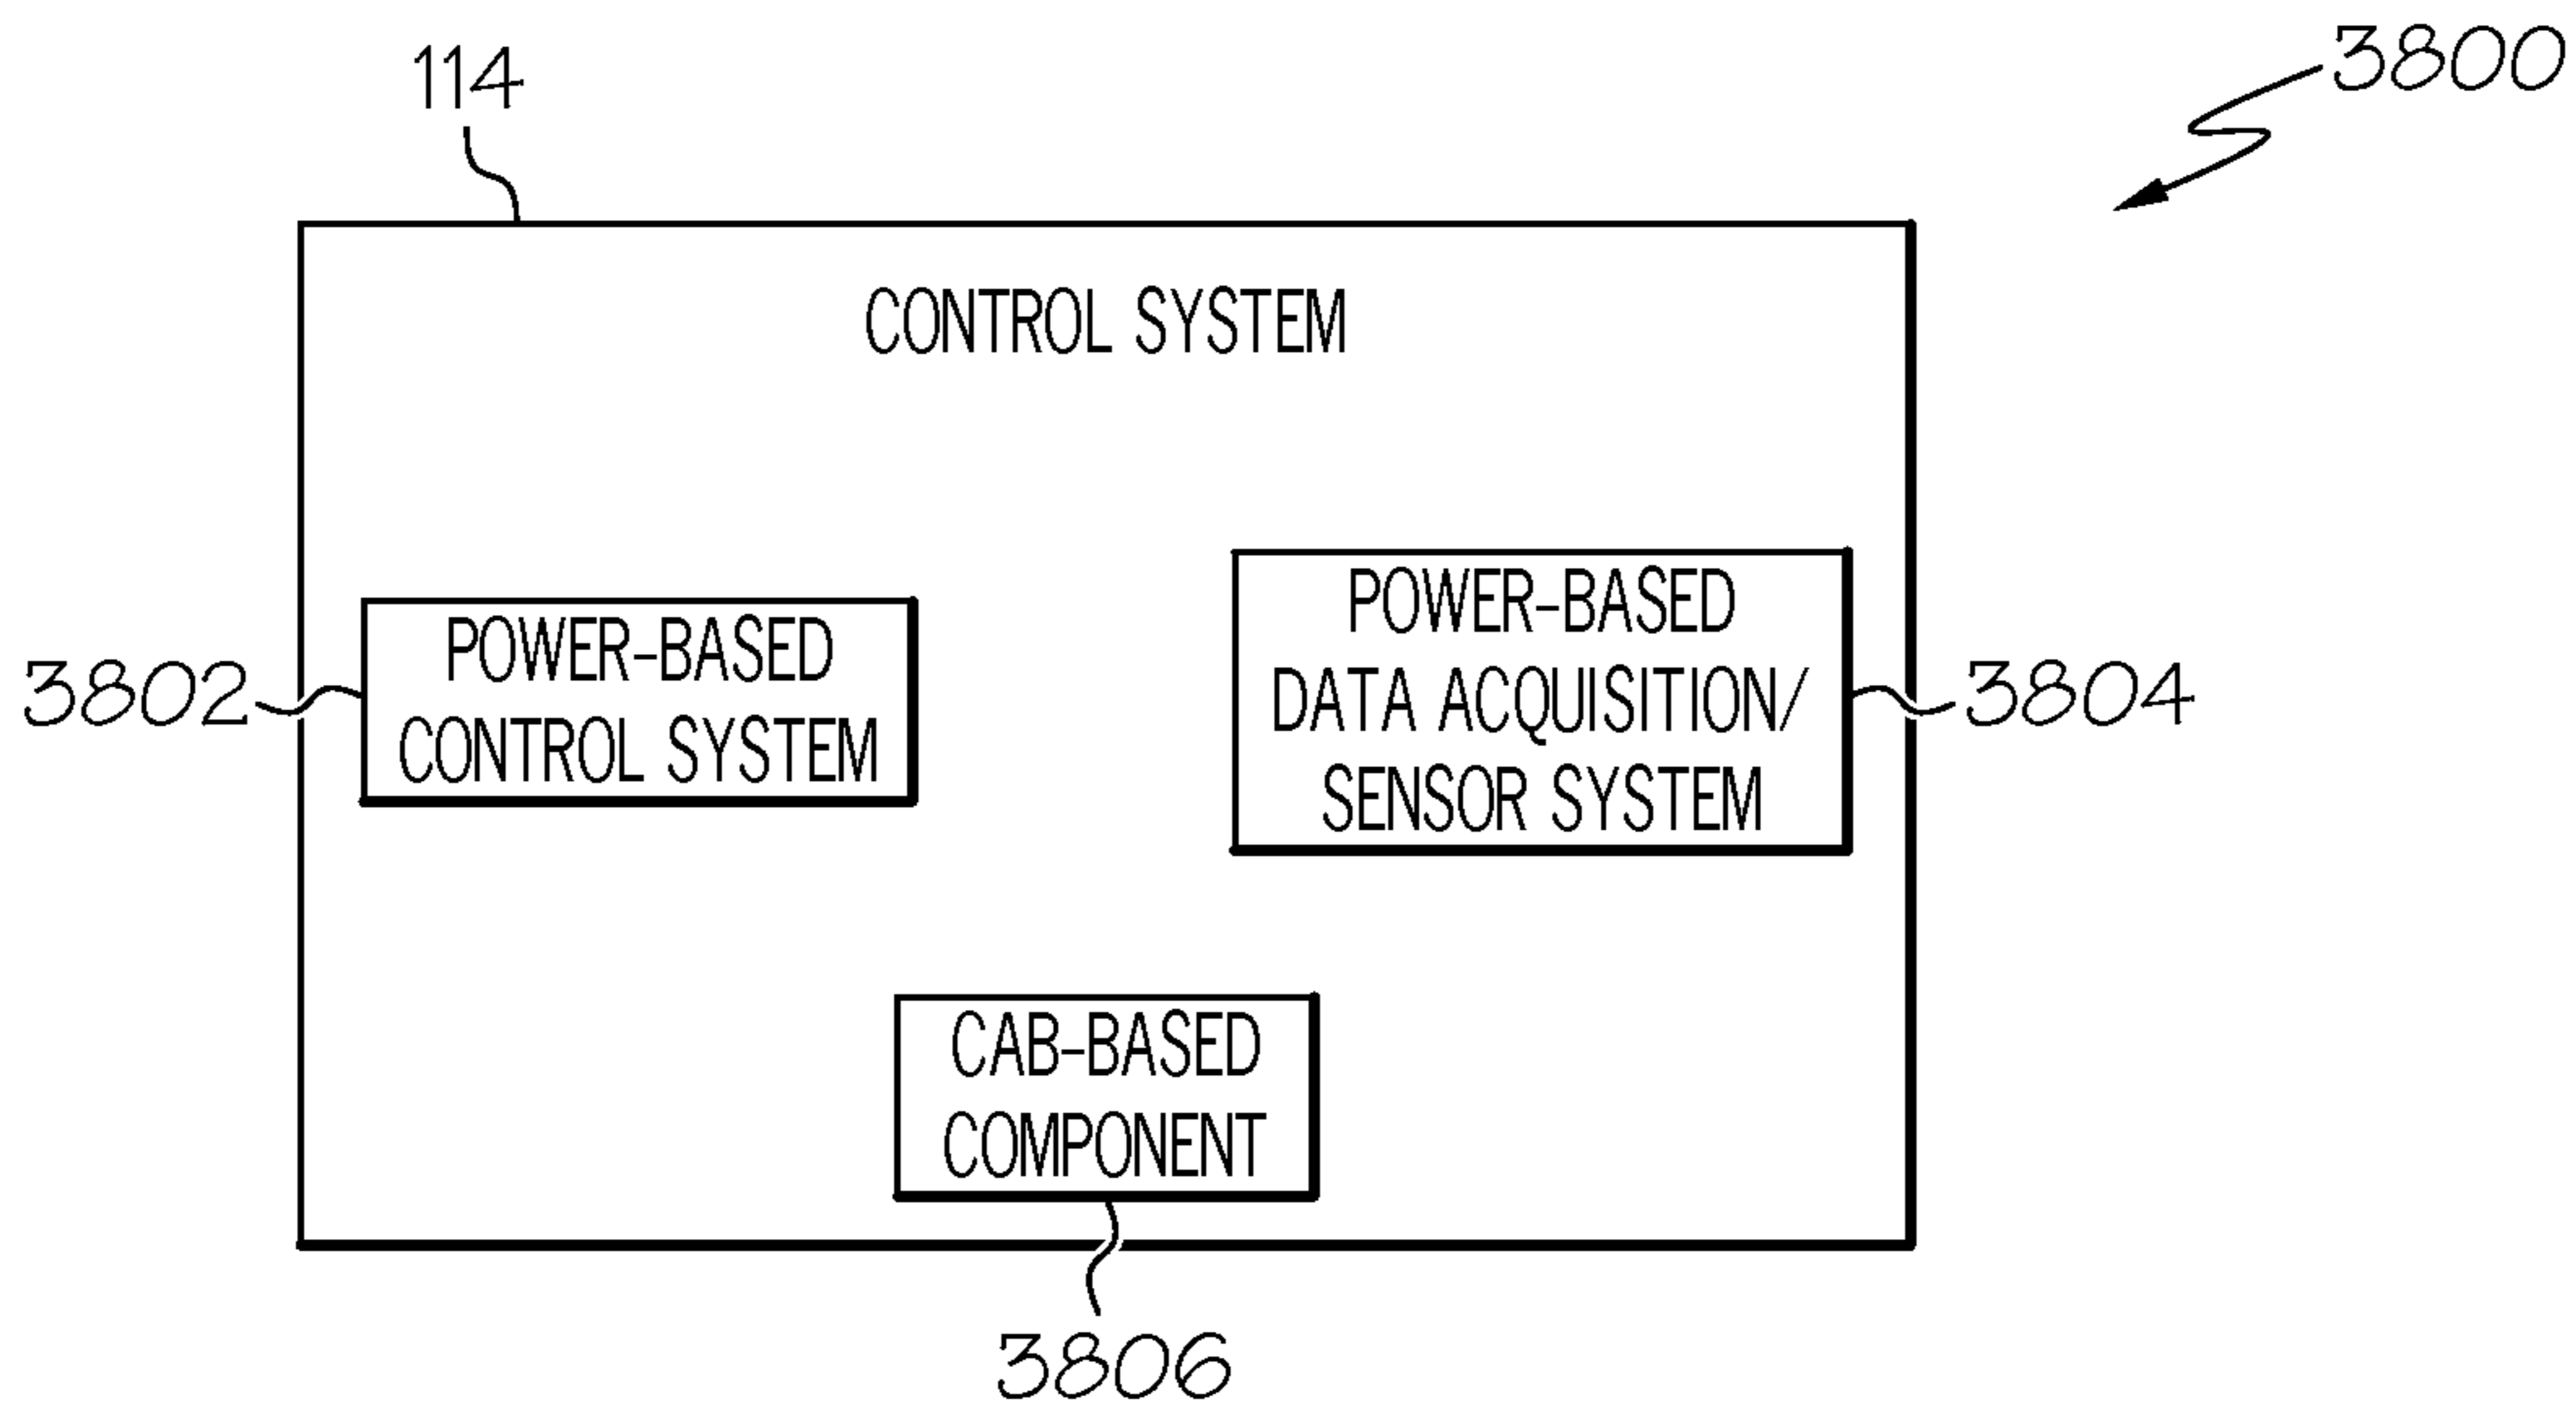 114
3800
CONTROL SYSTEM
POWER-BASED
CONTROL SYSTEM
3802
POWER-BASED
DATA ACQUISITION/
SENSOR SYSTEM
3804
CAB-BASED
COMPONENT
3806